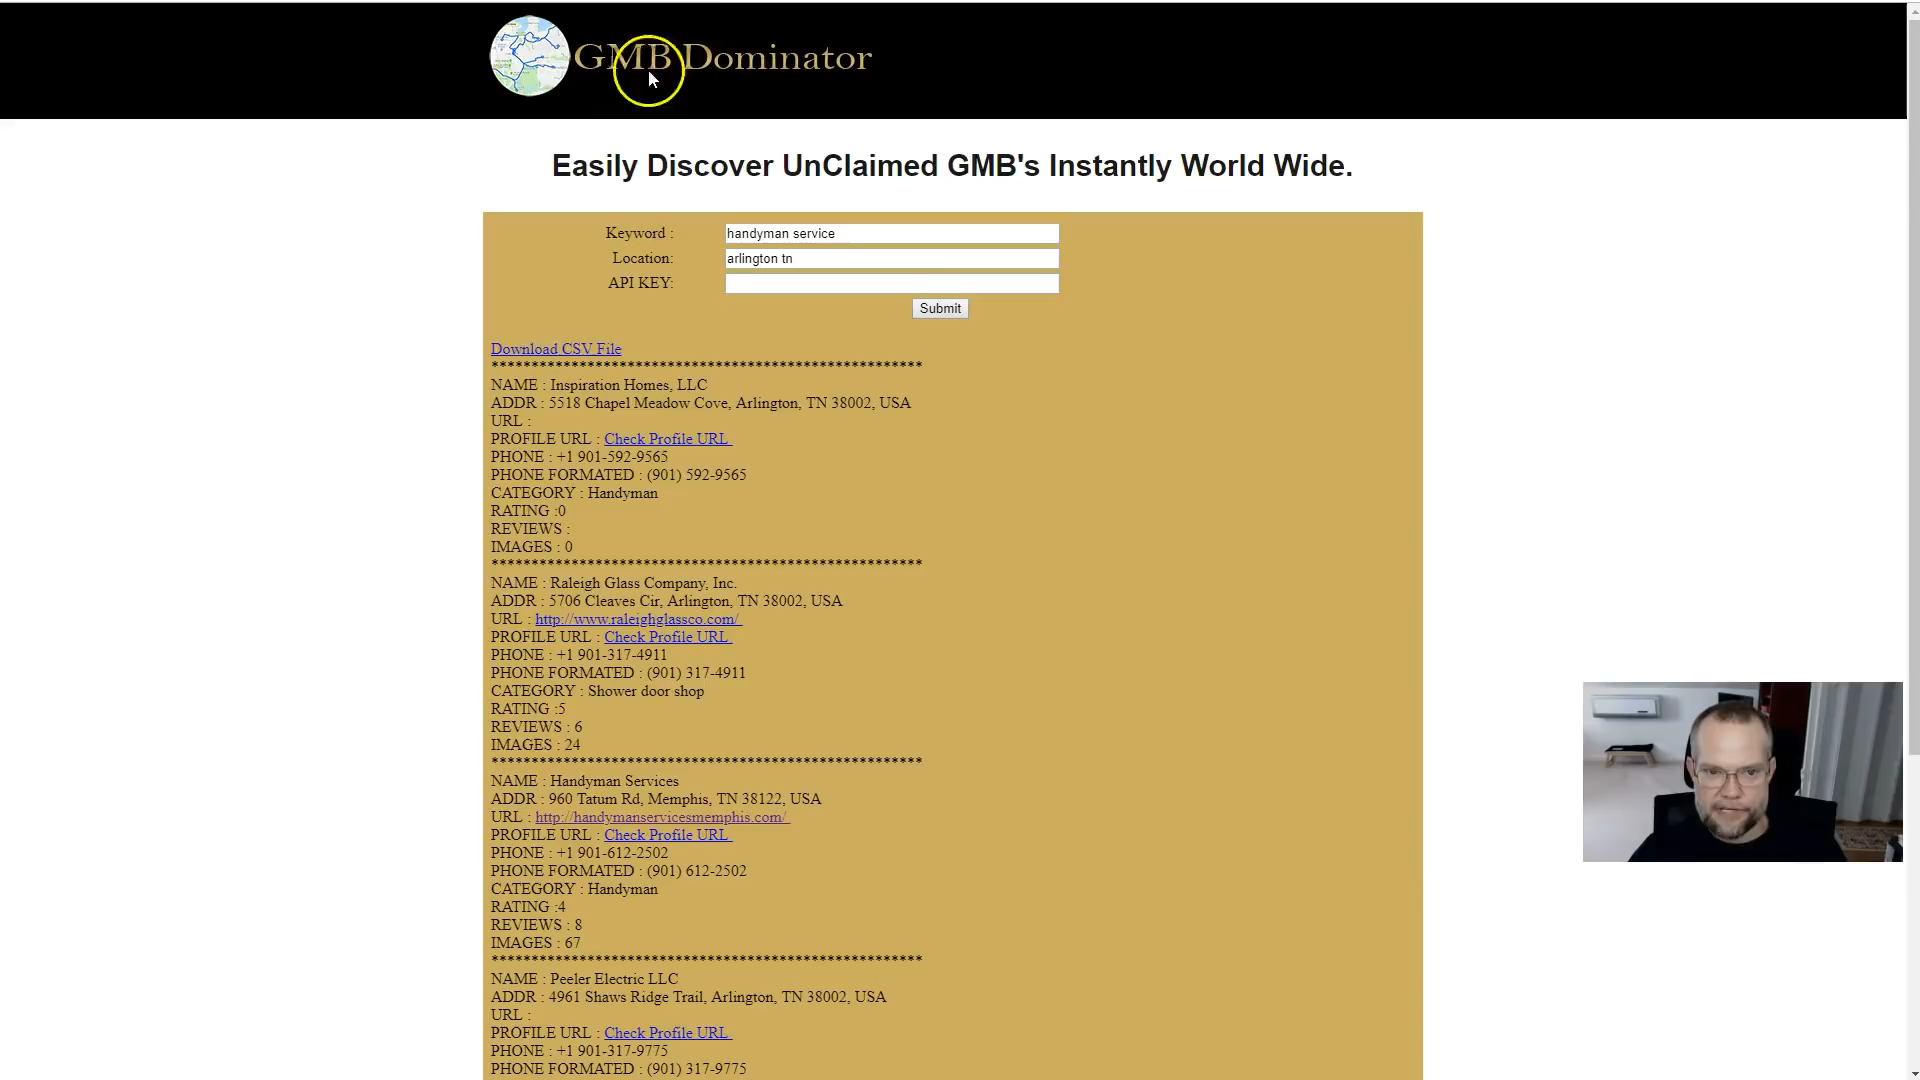 GMB Dominator
Easily Discover UnClaimed GMB's Instantly World Wide.
Keyword : handyman service
Location: arlington tn
API KEY:
Submit
Download CSV File
******************************************************
NAME : Inspiration Homes, LLC
ADDR : 5518 Chapel Meadow Cove, Arlington, TN 38002, USA
URL :
PROFILE URL : Check Profile URL
PHONE : +1 901-592-9565
PHONE FORMATED : (901) 592-9565
CATEGORY : Handyman
RATING :0
REVIEWS :
IMAGES : 0
******************************************************
NAME : Raleigh Glass Company, Inc.
ADDR : 5706 Cleaves Cir, Arlington, TN 38002, USA
URL : http://www.raleighglassco.com/
PROFILE URL : Check Profile URL
PHONE : +1 901-317-4911
PHONE FORMATED : (901) 317-4911
CATEGORY : Shower door shop
RATING :5
REVIEWS : 6
IMAGES : 24
******************************************************
NAME : Handyman Services
ADDR : 960 Tatum Rd, Memphis, TN 38122, USA
URL : http://handymanservicesmemphis.com/
PROFILE URL : Check Profile URL
PHONE : +1 901-612-2502
PHONE FORMATED : (901) 612-2502
CATEGORY : Handyman
RATING :4
REVIEWS : 8
IMAGES : 67
******************************************************
NAME : Peeler Electric LLC
ADDR : 4961 Shaws Ridge Trail, Arlington, TN 38002, USA
URL :
PROFILE URL : Check Profile URL
PHONE : +1 901-317-9775
PHONE FORMATED : (901) 317-9775